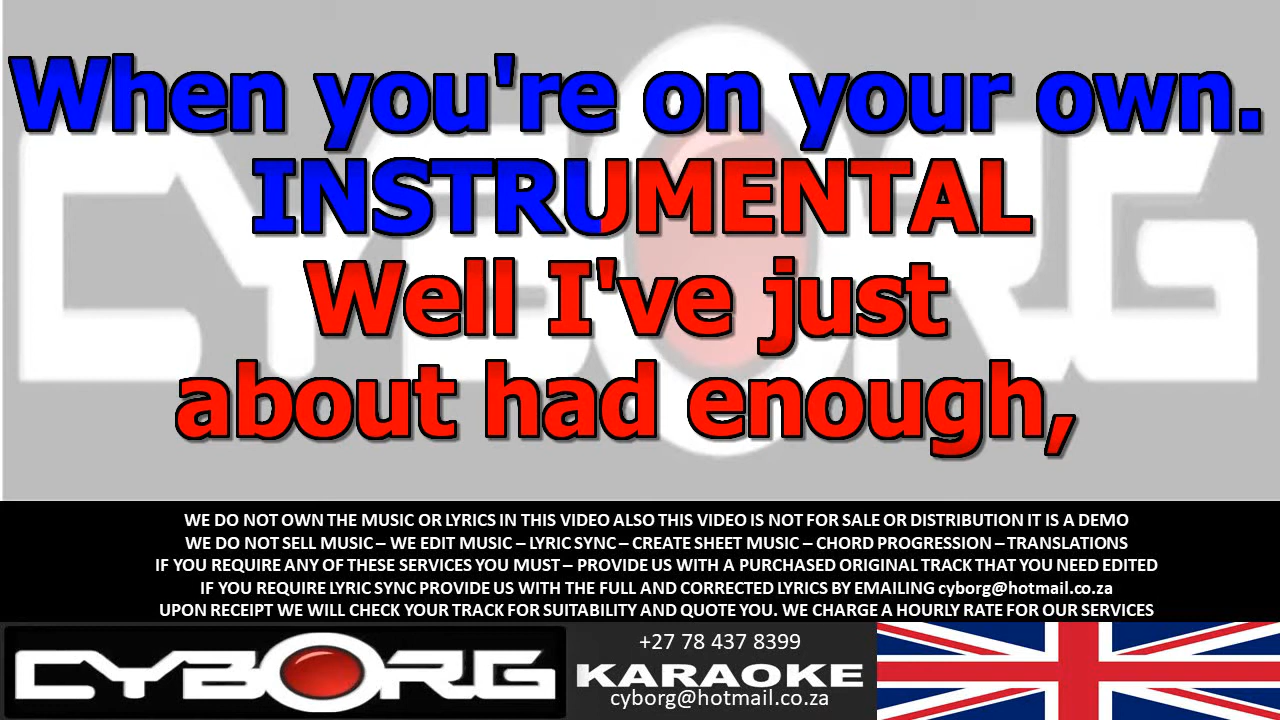 When you're on your own.
INSTRUMENTAL
Well I've just
about had enough,
WE DO NOT OWN THE MUSIC OR LYRICS IN THIS VIDEO ALSO THIS VIDEO IS NOT FOR SALE OR DISTRIBUTION IT IS A DEMO
WE DO NOT SELL MUSIC – WE EDIT MUSIC – LYRIC SYNC – CREATE SHEET MUSIC – CHORD PROGRESSION – TRANSLATIONS
IF YOU REQUIRE ANY OF THESE SERVICES YOU MUST – PROVIDE US WITH A PURCHASED ORIGINAL TRACK THAT YOU NEED EDITED
IF YOU REQUIRE LYRIC SYNC PROVIDE US WITH THE FULL AND CORRECTED LYRICS BY EMAILING cyborg@hotmail.co.za
UPON RECEIPT WE WILL CHECK YOUR TRACK FOR SUITABILITY AND QUOTE YOU. WE CHARGE A HOURLY RATE FOR OUR SERVICES
CYBORG
+27 78 437 8399
KARAOKE
cyborg@hotmail.co.za
CYBORG